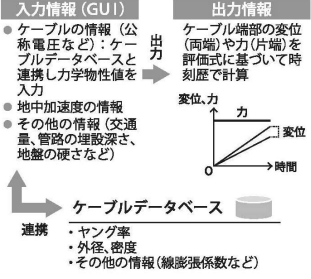 入力情報（GUI）
● ケーブルの情報（公
称電圧など）：ケー
ブルデータベースと
連携し力学物性値を
入力
● 地中加速度の情報
● その他の情報（交通
量、管路の埋設深さ、
地盤の硬さなど）
出力
出力情報
ケーブル端部の変位
（両端）や力（片端）を
評価式に基づいて時
刻歴で計算
変位、力
力
変位
O
時間
連携
ケーブルデータベース
・ヤング率
・外径、密度
・その他の情報（線膨張係数など）